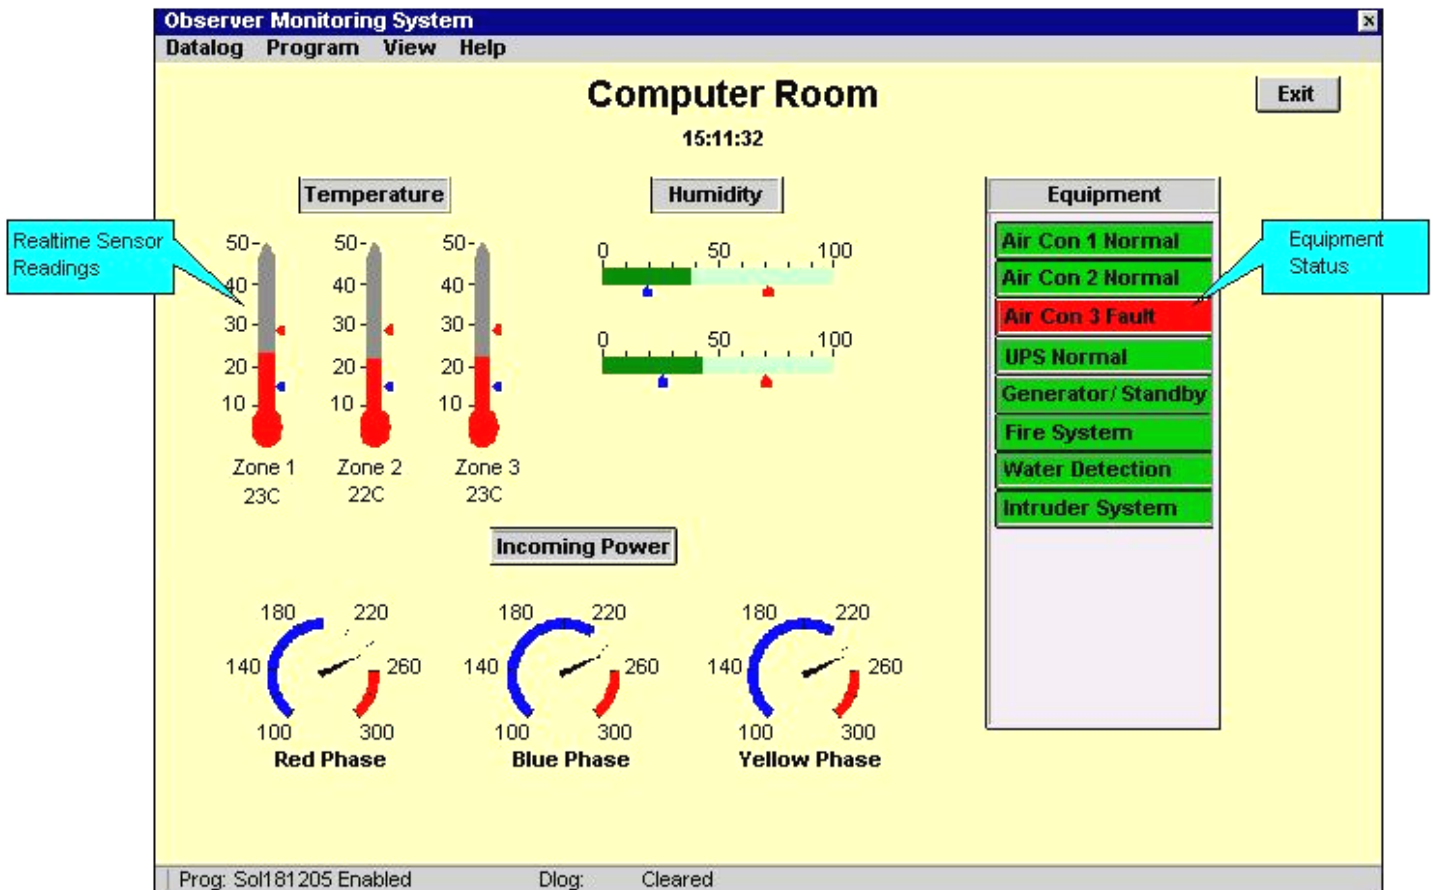 Observer Monitoring System
Datalog Program View Help
Computer Room
Exit
15:11:32
Temperature
Humidity
Equipment
Realtime Sensor
Readings
50 50 50
40 40 40
30 30 30
20 20 20
10 10 10
Zone 1 Zone 2 Zone 3
23C 22C 23C
0 50 100
0 50 100
Air Con 1 Normal
Air Con 2 Normal
Air Con 3 Fault
UPS Normal
Generator/ Standby
Fire System
Water Detection
Intruder System
Equipment
Status
Incoming Power
180 220 180 220 180 220
140 260 140 260 140 260
100 300 100 300 100 300
Red Phase Blue Phase Yellow Phase
Prog: Sol181205 Enabled Dlog: Cleared